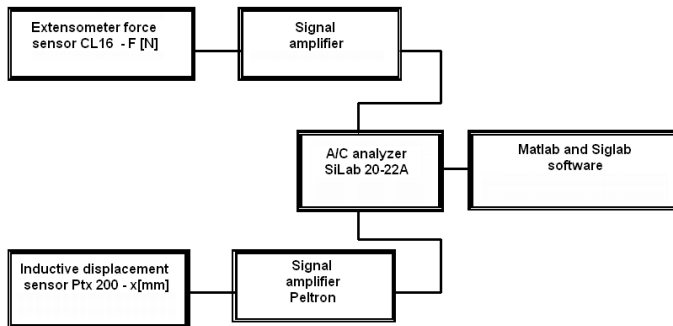 Extensometer force
sensor CL16 - F [N]
Signal
amplifier
A/C analyzer
SiLab 20-22A
Matlab and Siglab
software
Inductive displacement
sensor Ptx 200 - x[mm]
Signal
amplifier
Peltron